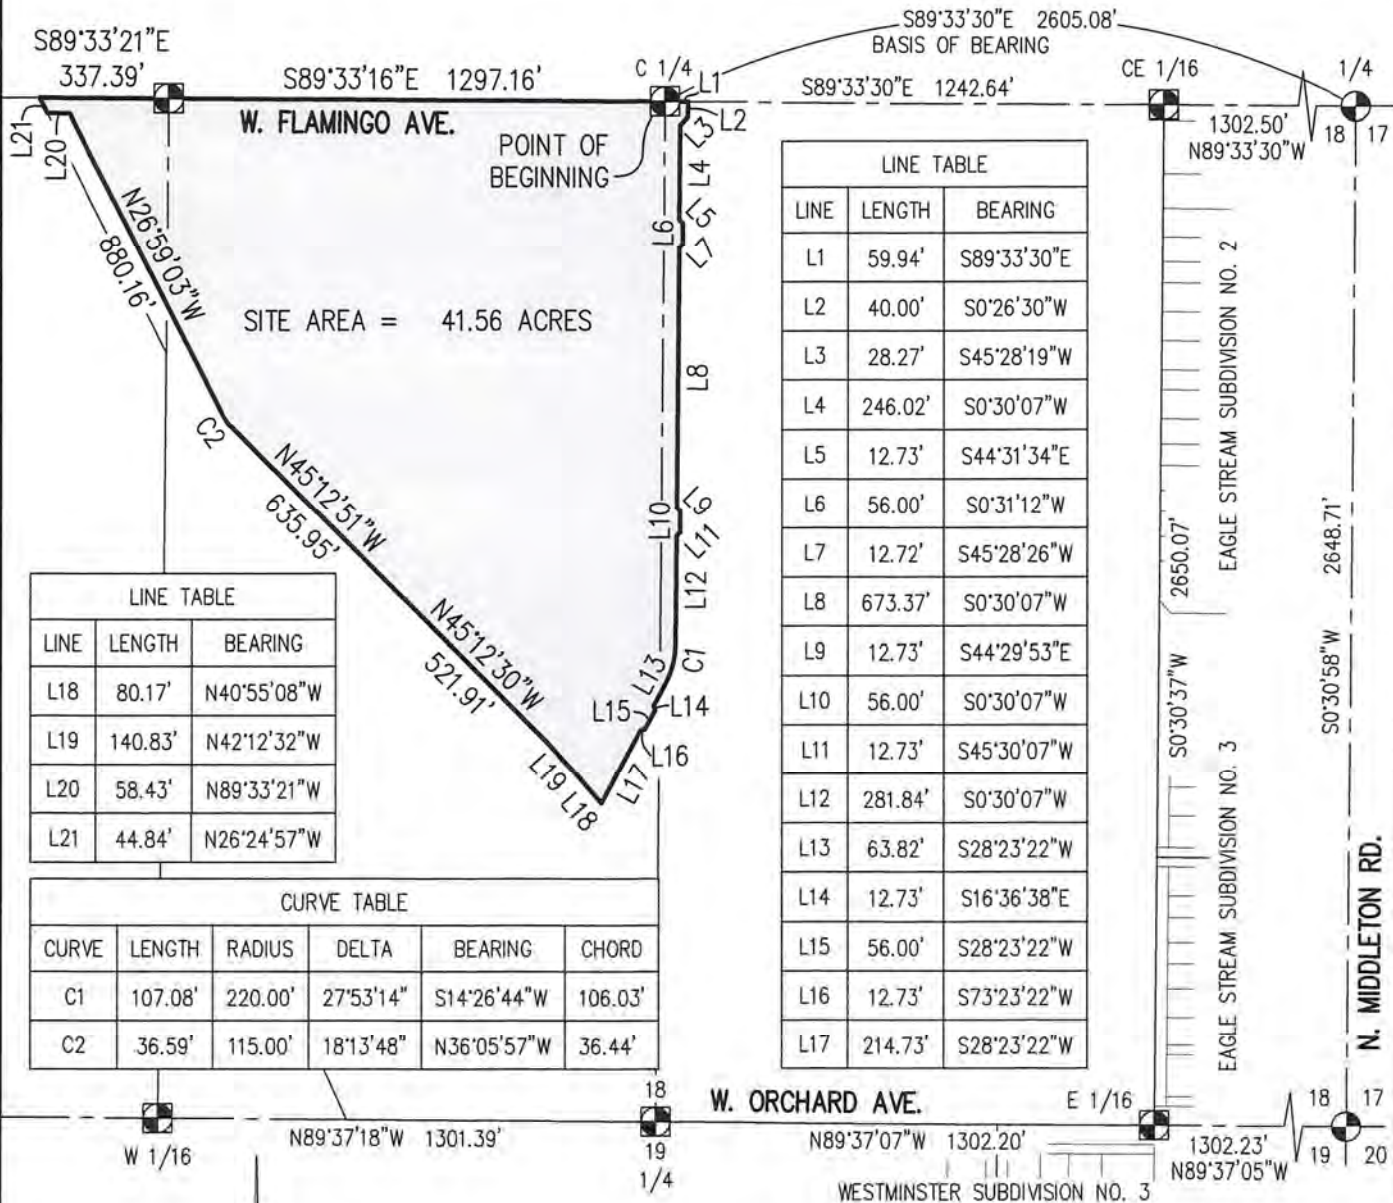 S89°33'30"E 2605.08'
BASIS OF BEARING
S89°33'21"E
337.39'
S89°33'16"E 1297.16'
C 1/4
L1
S89°33'30"E 1242.64'
CE 1/16
1/4
L21
L20
W. FLAMINGO AVE.
POINT OF
BEGINNING
L2
L3
L4
L5
L6
L7
1302.50'
N89°33'30"W
18 17
N26°59'03"W
880.16'
SITE AREA = 41.56 ACRES
L8
C2
N45°12'51"W
635.95'
L9
L10
L11
L12
N45°12'30"W
521.91'
L13
C1
L14
L15
L16
L17
L19
L18
LINE TABLE
LINE LENGTH BEARING
L1 59.94' S89°33'30"E
L2 40.00' S0°26'30"W
L3 28.27' S45°28'19"W
L4 246.02' S0°30'07"W
L5 12.73' S44°31'34"E
L6 56.00' S0°31'12"W
L7 12.72' S45°28'26"W
L8 673.37' S0°30'07"W
L9 12.73' S44°29'53"E
L10 56.00' S0°30'07"W
L11 12.73' S45°30'07"W
L12 281.84' S0°30'07"W
L13 63.82' S28°23'22"W
L14 12.73' S16°36'38"E
L15 56.00' S28°23'22"W
L16 12.73' S73°23'22"W
L17 214.73' S28°23'22"W
EAGLE STREAM SUBDIVISION NO. 2
2650.07'
S0°30'37"W
EAGLE STREAM SUBDIVISION NO. 3
2648.71'
S0°30'58"W
N. MIDDLETON RD.
LINE TABLE
LINE LENGTH BEARING
L18 80.17' N40°55'08"W
L19 140.83' N42°12'32"W
L20 58.43' N89°33'21"W
L21 44.84' N26°24'57"W
CURVE TABLE
CURVE LENGTH RADIUS DELTA BEARING CHORD
C1 107.08' 220.00' 27°53'14" S14°26'44"W 106.03'
C2 36.59' 115.00' 18°13'48" N36°05'57"W 36.44'
W 1/16
N89°37'18"W 1301.39'
18
19
1/4
W. ORCHARD AVE.
N89°37'07"W 1302.20'
E 1/16
1302.23'
N89°37'05"W
18 17
19 20
WESTMINSTER SUBDIVISION NO. 3